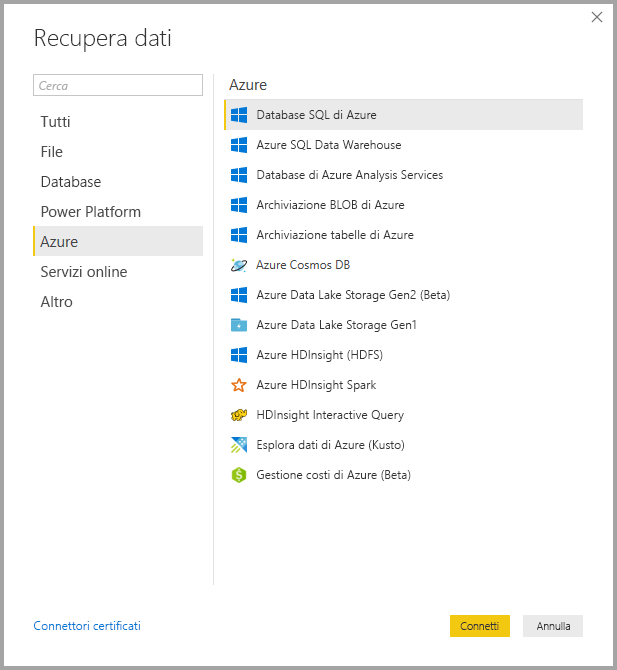 Recupera dati
Cerca
Tutti
File
Database
Power Platform
Azure
Servizi online
Altro
Azure
Database SQL di Azure
Azure SQL Data Warehouse
Database di Azure Analysis Services
Archiviazione BLOB di Azure
Archiviazione tabelle di Azure
Azure Cosmos DB
Azure Data Lake Storage Gen2 (Beta)
Azure Data Lake Storage Gen1
Azure HDInsight (HDFS)
Azure HDInsight Spark
HDInsight Interactive Query
Esplora dati di Azure (Kusto)
Gestione costi di Azure (Beta)
Connettori certificati
Connetti
Annulla